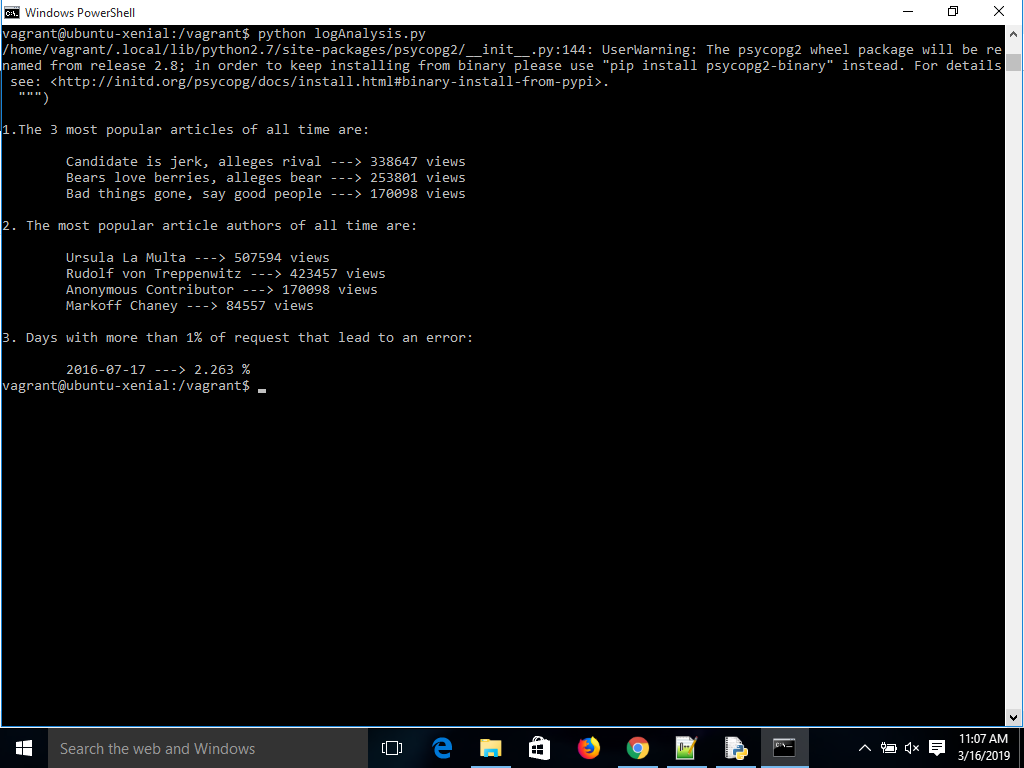 Windows PowerShell
vagrant@ubuntu-xenial:/vagrant$ python logAnalysis.py
/home/vagrant/.local/lib/python2.7/site-packages/psycopg2/__init__.py:144: UserWarning: The psycopg2 wheel package will be re
named from release 2.8; in order to keep installing from binary please use "pip install psycopg2-binary" instead. For details
see: <http://initd.org/psycopg/docs/install.html#binary-install-from-pypi>.
""")
1.The 3 most popular articles of all time are:
Candidate is jerk, alleges rival ---> 338647 views
Bears love berries, alleges bear ---> 253801 views
Bad things gone, say good people ---> 170098 views
2. The most popular article authors of all time are:
Ursula La Multa ---> 507594 views
Rudolf von Treppenwitz ---> 423457 views
Anonymous Contributor ---> 170098 views
Markoff Chaney ---> 84557 views
3. Days with more than 1% of request that lead to an error:
2016-07-17 ---> 2.263 %
vagrant@ubuntu-xenial:/vagrant$
Search the web and Windows
11:07 AM
3/16/2019